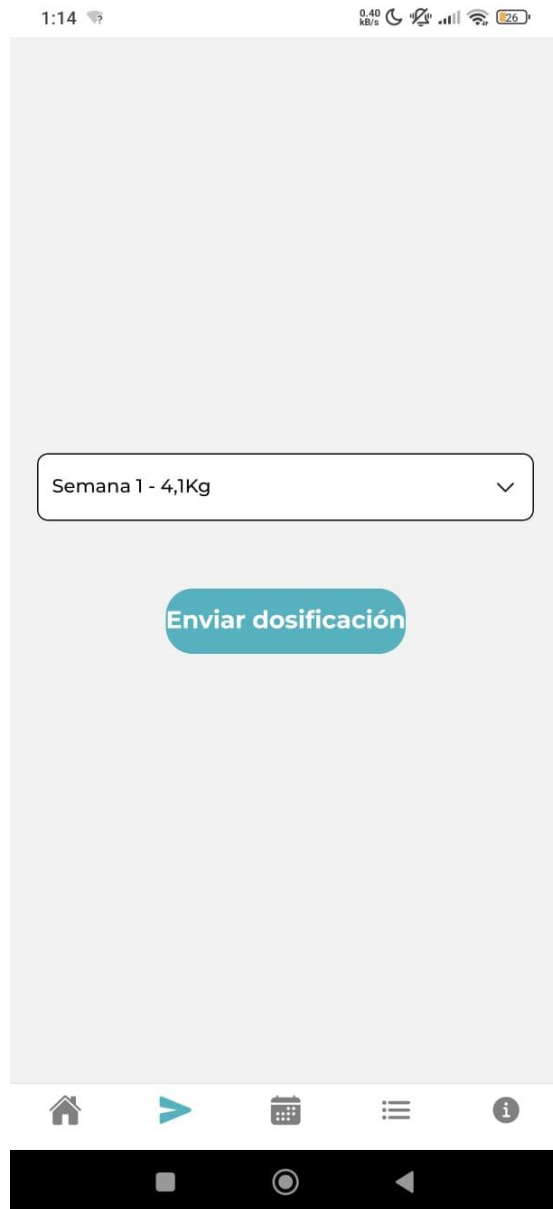 1:14
0.40
kB/s
26
Semana 1 - 4,1Kg
Enviar dosificación